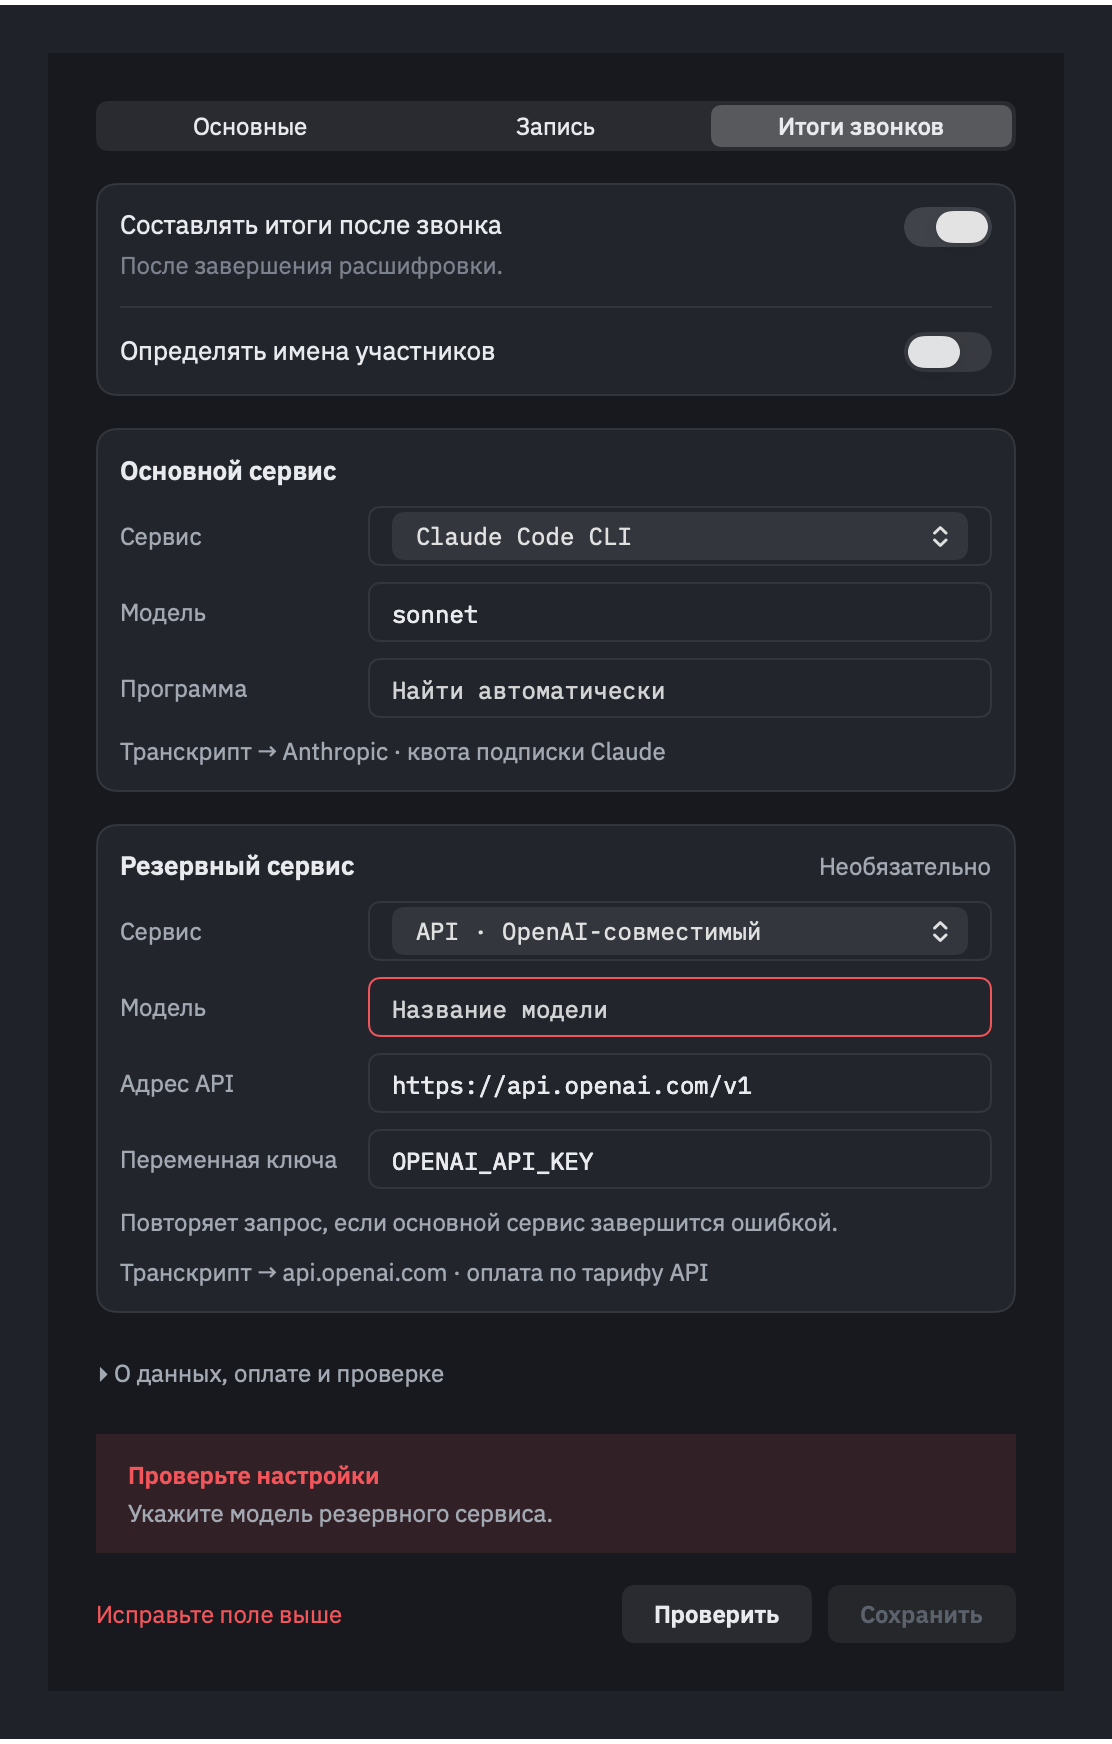 Основные Запись Итоги звонков
Составлять итоги после звонка
После завершения расшифровки.
Определять имена участников
Основной сервис
Сервис Claude Code CLI
Модель sonnet
Программа Найти автоматически
Транскрипт → Anthropic · квота подписки Claude
Резервный сервис Необязательно
Сервис API · OpenAI-совместимый
Модель Название модели
Адрес API https://api.openai.com/v1
Переменная ключа OPENAI_API_KEY
Повторяет запрос, если основной сервис завершится ошибкой.
Транскрипт → api.openai.com · оплата по тарифу API
О данных, оплате и проверке
Проверьте настройки
Укажите модель резервного сервиса.
Исправьте поле выше Проверить Сохранить